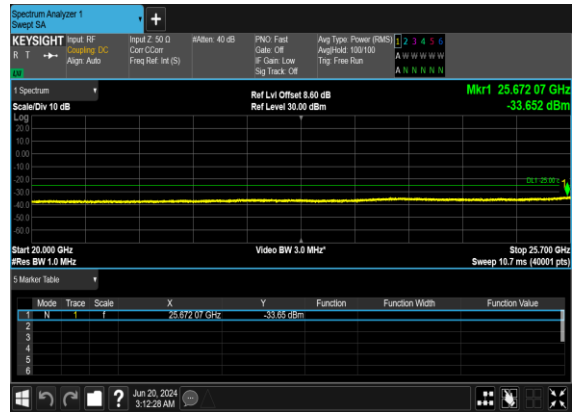 Spectrum Analyzer 1
Swept SA
KEYSIGHT Input: RF Input Z: 50 Ω #Atten: 40 dB PNO: Fast Avg Type: Power (RMS) 1 2 3 4 5 6
R T Coupling: DC Corr CCorr Gate: Off Avg|Hold: 100/100 A W W W W W
Align: Auto Freq Ref: Int (S) IF Gain: Low Trig: Free Run
Sig Track: Off A N N N N N
1 Spectrum Ref Lvl Offset 8.60 dB Mkr1 25.672 07 GHz
Scale/Div 10 dB Ref Level 30.00 dBm -33.652 dBm
Log
20.0
10.0
0.00
-10.0
-20.0
-30.0
-40.0
-50.0
-60.0
1
Start 20.000 GHz Video BW 3.0 MHz* Stop 25.700 GHz
#Res BW 1.0 MHz Sweep 10.7 ms (40001 pts)
5 Marker Table
Mode Trace Scale X Y Function Function Width Function Value
1 N 1 f 25.672 07 GHz -33.65 dBm
2
3
4
5
6
Jun 20, 2024
3:12:28 AM